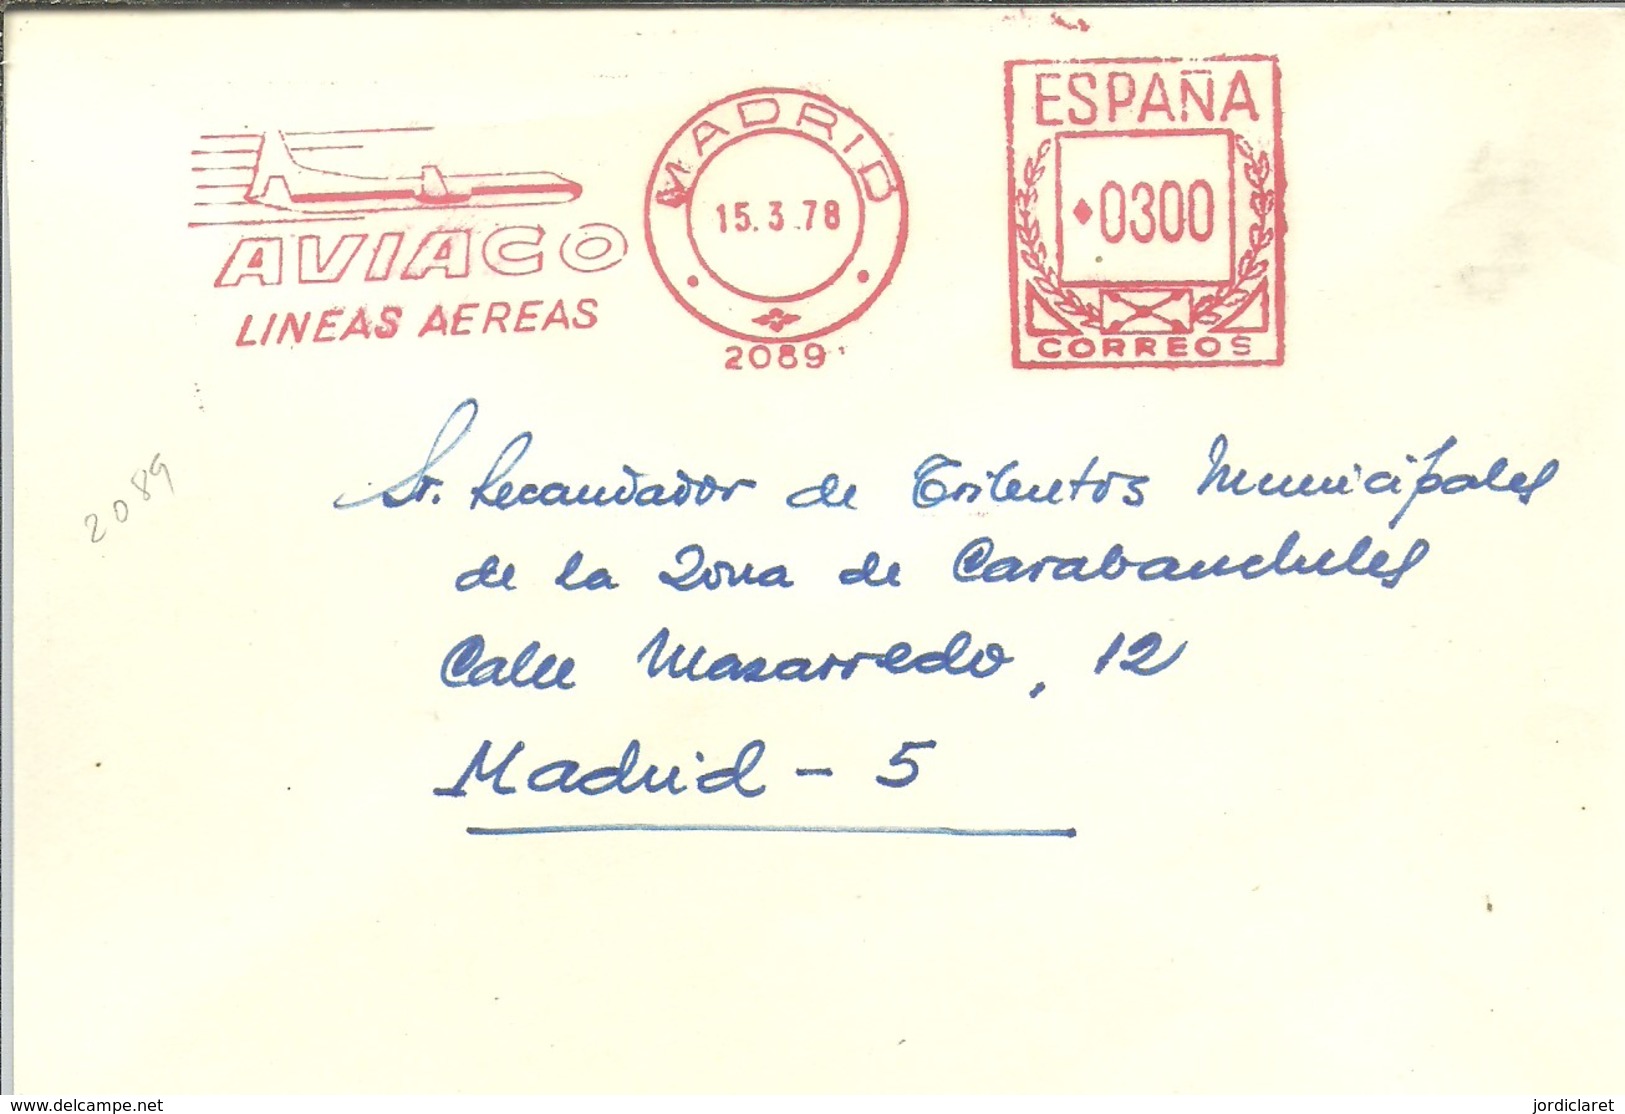 ESPAÑA
MADRID
15.3.78
♦0300
AVIACO
LINEAS AEREAS
2089
CORREOS
2089
Sr. Recaudador de Tributos Municipales
de la Zona de Carabancheles
Calle Mazarredo, 12
Madrid - 5
www.delcampe.net
jordiclaret